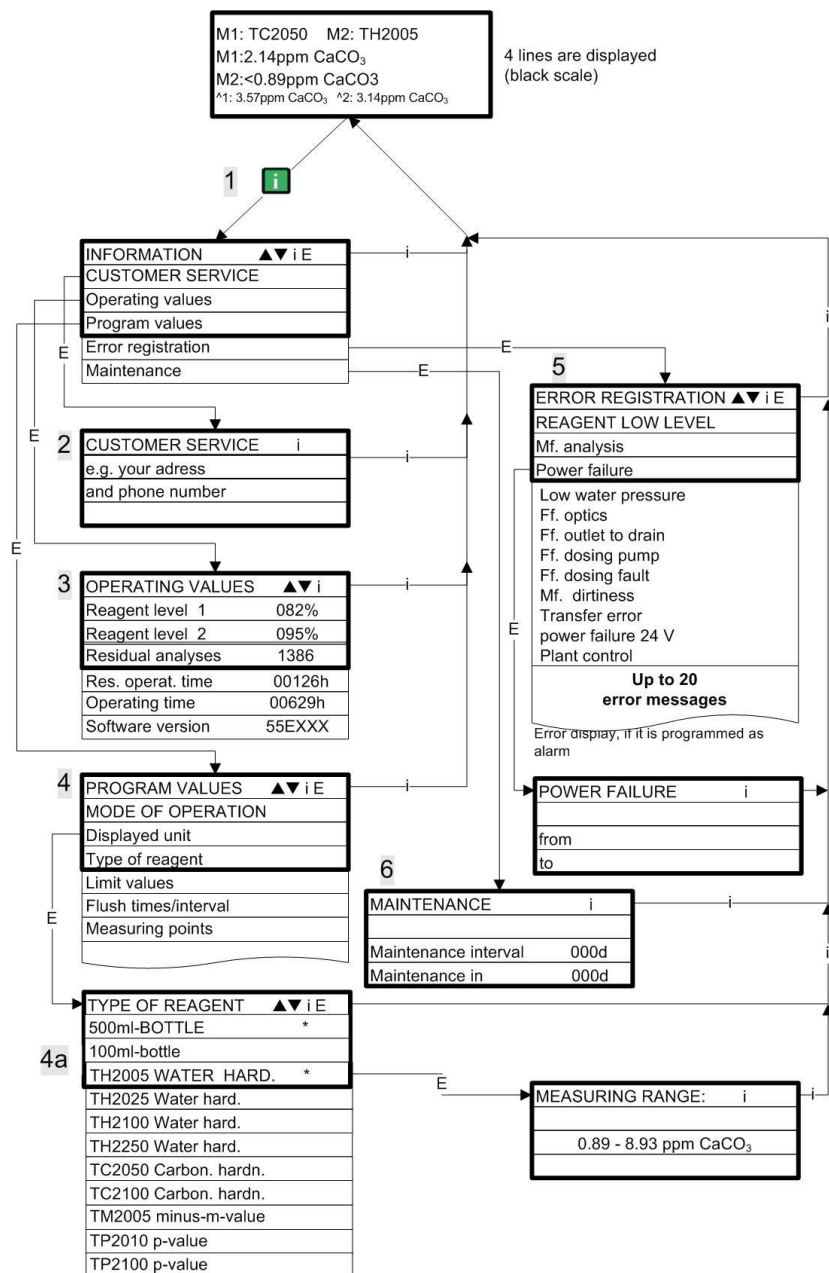 M1: TC2050 M2: TH2005
M1:2.14ppm CaCO₃
M2:<0.89ppm CaCO3
^1: 3.57ppm CaCO₃ ^2: 3.14ppm CaCO₃
4 lines are displayed
(black scale)
1
i
INFORMATION ▲▼ i E
CUSTOMER SERVICE
Operating values
Program values
Error registration
Maintenance
i
i
E
E
E
E
E
2
CUSTOMER SERVICE i
e.g. your adress
and phone number
i
3
OPERATING VALUES ▲▼ i
Reagent level 1 082%
Reagent level 2 095%
Residual analyses 1386
Res. operat. time 00126h
Operating time 00629h
Software version 55EXXX
i
4
PROGRAM VALUES ▲▼ i E
MODE OF OPERATION
Displayed unit
Type of reagent
Limit values
Flush times/interval
Measuring points
i
E
4a
TYPE OF REAGENT ▲▼ i E
500ml-BOTTLE *
100ml-bottle
TH2005 WATER HARD. *
TH2025 Water hard.
TH2100 Water hard.
TH2250 Water hard.
TC2050 Carbon. hardn.
TC2100 Carbon. hardn.
TM2005 minus-m-value
TP2010 p-value
TP2100 p-value
E
5
ERROR REGISTRATION ▲▼ i E
REAGENT LOW LEVEL
Mf. analysis
Power failure
Low water pressure
Ff. optics
Ff. outlet to drain
Ff. dosing pump
Ff. dosing fault
Mf. dirtiness
Transfer error
power failure 24 V
Plant control
Up to 20
error messages
Error display, if it is programmed as
alarm
E
POWER FAILURE i
from
to
6
MAINTENANCE i
Maintenance interval 000d
Maintenance in 000d
i
i
MEASURING RANGE: i
0.89 - 8.93 ppm CaCO₃
i